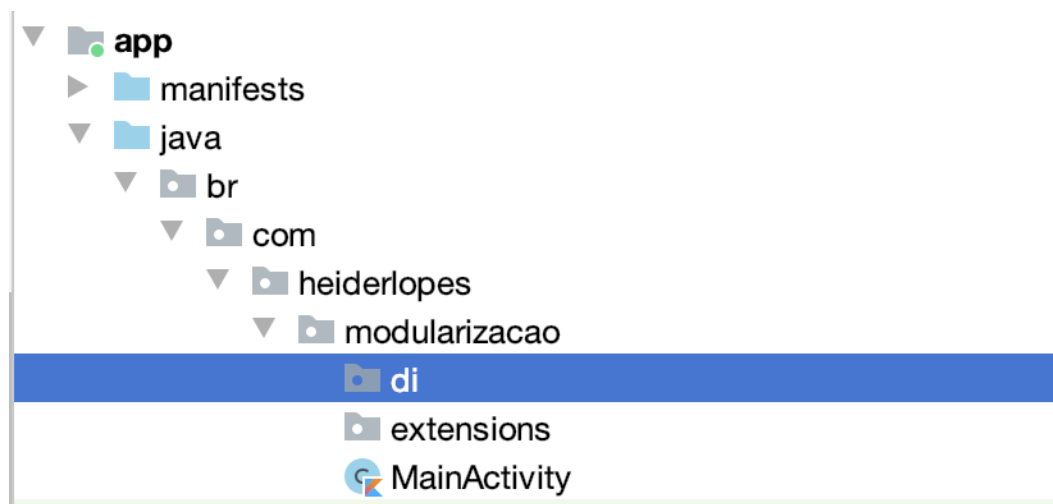 app
manifests
java
br
com
heiderlopes
modularizacao
di
extensions
MainActivity